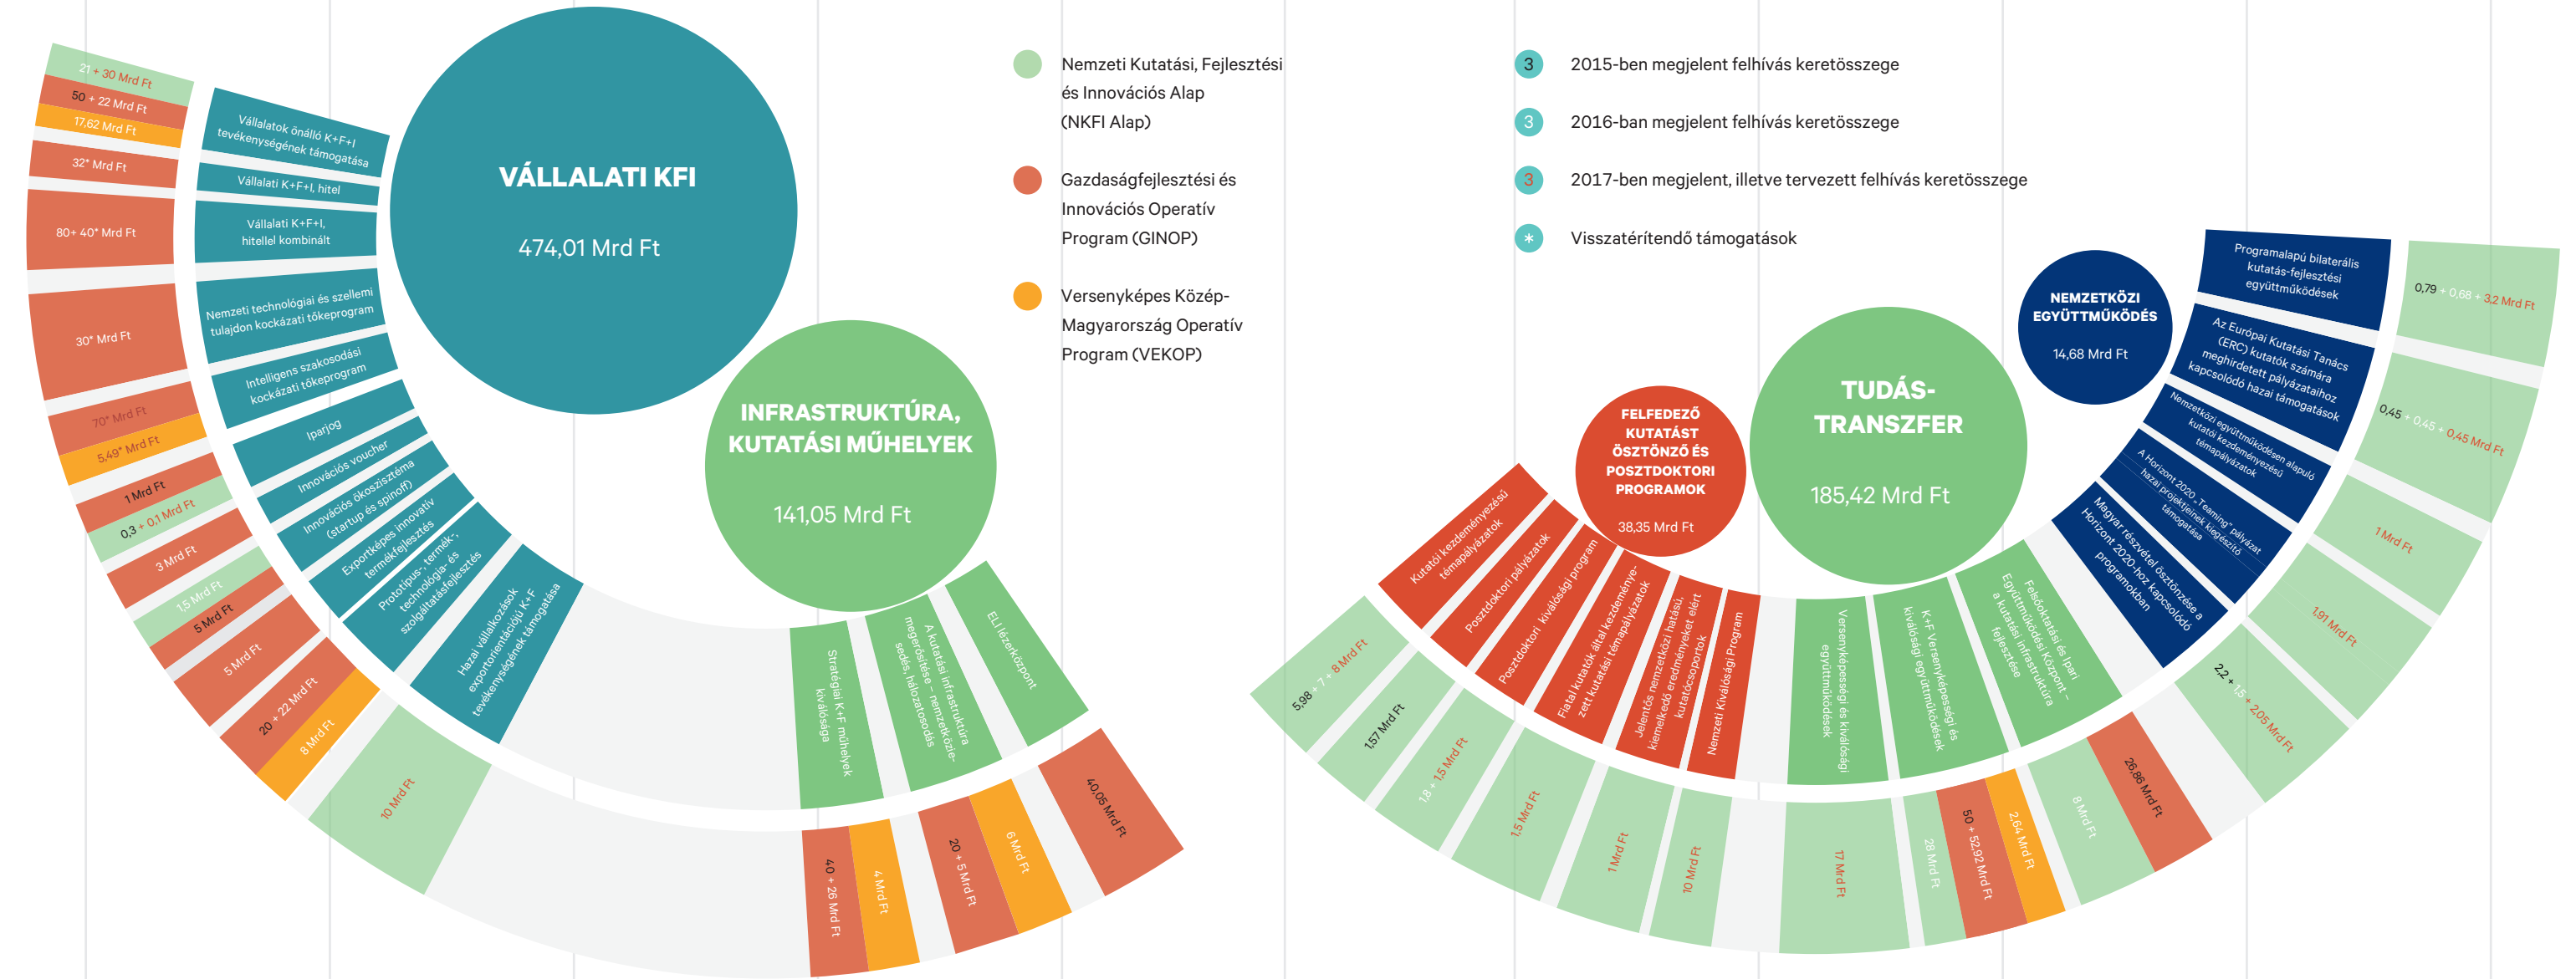 21 + 30 Mrd Ft
50 + 22 Mrd Ft
17,62 Mrd Ft
32* Mrd Ft
80+ 40* Mrd Ft
30* Mrd Ft
70* Mrd Ft
5,49* Mrd Ft
1 Mrd Ft
0,3 + 0,1 Mrd Ft
3 Mrd Ft
1,5 Mrd Ft
5 Mrd Ft
5 Mrd Ft
20 + 22 Mrd Ft
8 Mrd Ft
10 Mrd Ft
Vállalatok önálló K+F+I
tevékenységének támogatása
Vállalati K+F+I, hitel
Vállalati K+F+I,
hitellel kombinált
Nemzeti technológiai és szellemi
tulajdon kockázati tőkeprogram
Intelligens szakosodási
kockázati tőkeprogram
Iparjog
Innovációs voucher
Innovációs ökoszisztéma
(startup és spinoff)
Exportképes innovatív
termékfejlesztés
Prototípus-, termék-,
technológia- és
szolgáltatásfejlesztés
Hazai vállalkozások
exportorientációjú K+F
tevékenységének támogatása
VÁLLALATI KFI
474,01 Mrd Ft
INFRASTRUKTÚRA,
KUTATÁSI MŰHELYEK
141,05 Mrd Ft
Stratégiai K+F műhelyek
kiválósága
A kutatási infrastruktúra
megerősítése – nemzetközie-
sedés, hálózatosodás
ELI lézerközpont
40 + 26 Mrd Ft
4 Mrd Ft
20 + 5 Mrd Ft
6 Mrd Ft
40,05 Mrd Ft
Nemzeti Kutatási, Fejlesztési
és Innovációs Alap
(NKFI Alap)
Gazdaságfejlesztési és
Innovációs Operatív
Program (GINOP)
Versenyképes Közép-
Magyarország Operatív
Program (VEKOP)
3 2015-ben megjelent felhívás keretösszege
3 2016-ban megjelent felhívás keretösszege
3 2017-ben megjelent, illetve tervezett felhívás keretösszege
* Visszatérítendő támogatások
FELFEDEZŐ
KUTATÁST
ÖSZTÖNZŐ ÉS
POSZTDOKTORI
PROGRAMOK
38,35 Mrd Ft
Kutatói kezdeményezésű
témapályázatok
Posztdoktori pályázatok
Posztdoktori kiválósági program
Fiatal kutatók által kezdeménye-
zett kutatási témapályázatok
Jelentős nemzetközi hatású,
kiemelkedő eredményeket elért
kutatócsoportok
Nemzeti Kiválósági Program
5,98 + 7 + 8 Mrd Ft
1,57 Mrd Ft
1,8 + 1,5 Mrd Ft
1,5 Mrd Ft
1 Mrd Ft
10 Mrd Ft
TUDÁS-
TRANSZFER
185,42 Mrd Ft
Versenyképességi és kiválósági
együttműködések
K+F Versenyképességi és
kiválósági együttműködések
Felsőoktatási és Ipari
Együttműködési Központ –
a kutatási infrastruktúra
fejlesztése
17 Mrd Ft
28 Mrd Ft
50 + 52,92 Mrd Ft
2,64 Mrd Ft
8 Mrd Ft
26,86 Mrd Ft
NEMZETKÖZI
EGYÜTTMŰKÖDÉS
14,68 Mrd Ft
Programalapú bilaterális
kutatás-fejlesztési
együttműködések
Az Európai Kutatási Tanács
(ERC) kutatók számára
meghirdetett pályázataihoz
kapcsolódó hazai támogatások
Nemzetközi együttműködésen alapuló
kutatói kezdeményezésű
témapályázatok
A Horizont 2020 „Teaming” pályázat
hazai projektjeinek kiegészítő
támogatása
Magyar részvétel ösztönzése a
Horizont 2020-hoz kapcsolódó
programokban
0,79 + 0,68 + 3,2 Mrd Ft
0,45 + 0,45 + 0,45 Mrd Ft
1 Mrd Ft
1,91 Mrd Ft
2,2 + 1,5 + 2,05 Mrd Ft